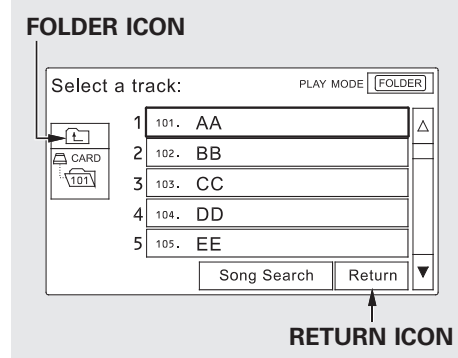 FOLDER ICON
Select a track: PLAY MODE FOLDER
1 101. AA
2 102. BB
CARD
101
3 103. CC
4 104. DD
5 105. EE
Song Search Return
RETURN ICON